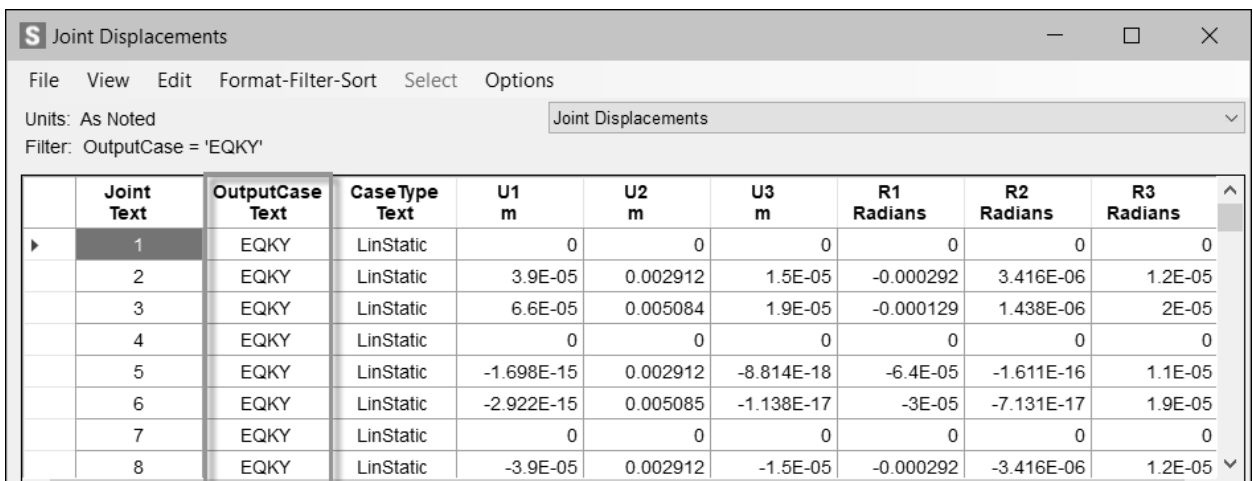 S Joint Displacements
File View Edit Format-Filter-Sort Select Options
Units: As Noted Joint Displacements
Filter: OutputCase = 'EQKY'
Joint OutputCase CaseType U1 U2 U3 R1 R2 R3
Text Text Text m m m Radians Radians Radians
1 EQKY LinStatic 0 0 0 0 0 0
2 EQKY LinStatic 3.9E-05 0.002912 1.5E-05 -0.000292 3.416E-06 1.2E-05
3 EQKY LinStatic 6.6E-05 0.005084 1.9E-05 -0.000129 1.438E-06 2E-05
4 EQKY LinStatic 0 0 0 0 0 0
5 EQKY LinStatic -1.698E-15 0.002912 -8.814E-18 -6.4E-05 -1.611E-16 1.1E-05
6 EQKY LinStatic -2.922E-15 0.005085 -1.138E-17 -3E-05 -7.131E-17 1.9E-05
7 EQKY LinStatic 0 0 0 0 0 0
8 EQKY LinStatic -3.9E-05 0.002912 -1.5E-05 -0.000292 -3.416E-06 1.2E-05